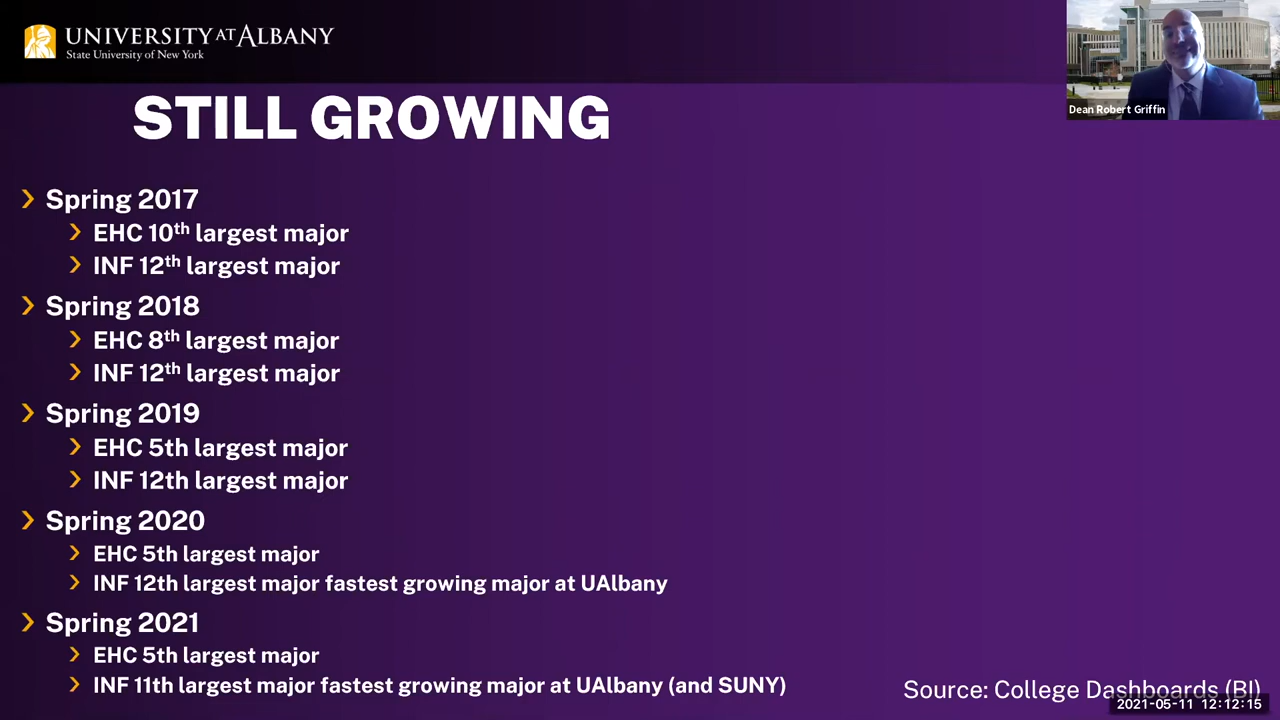 UNIVERSITY AT ALBANY
State University of New York
Dean Robert Griffin
STILL GROWING
Spring 2017
EHC 10th largest major
INF 12th largest major
Spring 2018
EHC 8th largest major
INF 12th largest major
Spring 2019
EHC 5th largest major
INF 12th largest major
Spring 2020
EHC 5th largest major
INF 12th largest major fastest growing major at UAlbany
Spring 2021
EHC 5th largest major
INF 11th largest major fastest growing major at UAlbany (and SUNY)
Source: College Dashboards (BI)
2021-05-11 12:12:15